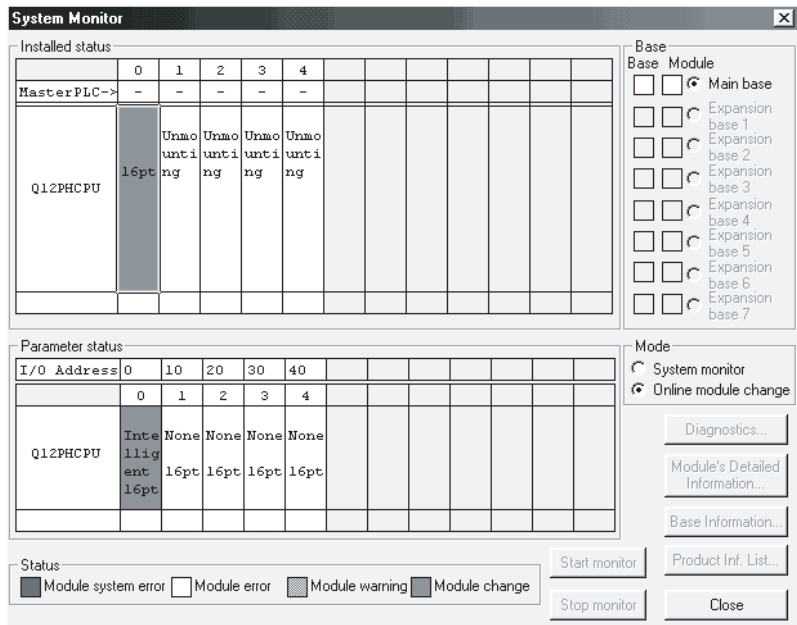 System Monitor
Installed status
0 1 2 3 4
MasterPLC-> - - - - -
Q12PHCPU
16pt
Unmo Unmo Unmo Unmo
unti unti unti unti
ng ng ng ng
Base
Base Module
Main base
Expansion
base 1
Expansion
base 2
Expansion
base 3
Expansion
base 4
Expansion
base 5
Expansion
base 6
Expansion
base 7
Parameter status
I/O Address 0 10 20 30 40
0 1 2 3 4
Q12PHCPU
Inte None None None None
llig
ent 16pt 16pt 16pt 16pt
16pt
Mode
System monitor
Online module change
Diagnostics...
Module's Detailed
Information...
Base Information...
Product Inf. List...
Status
Module system error Module error Module warning Module change
Start monitor
Stop monitor
Close